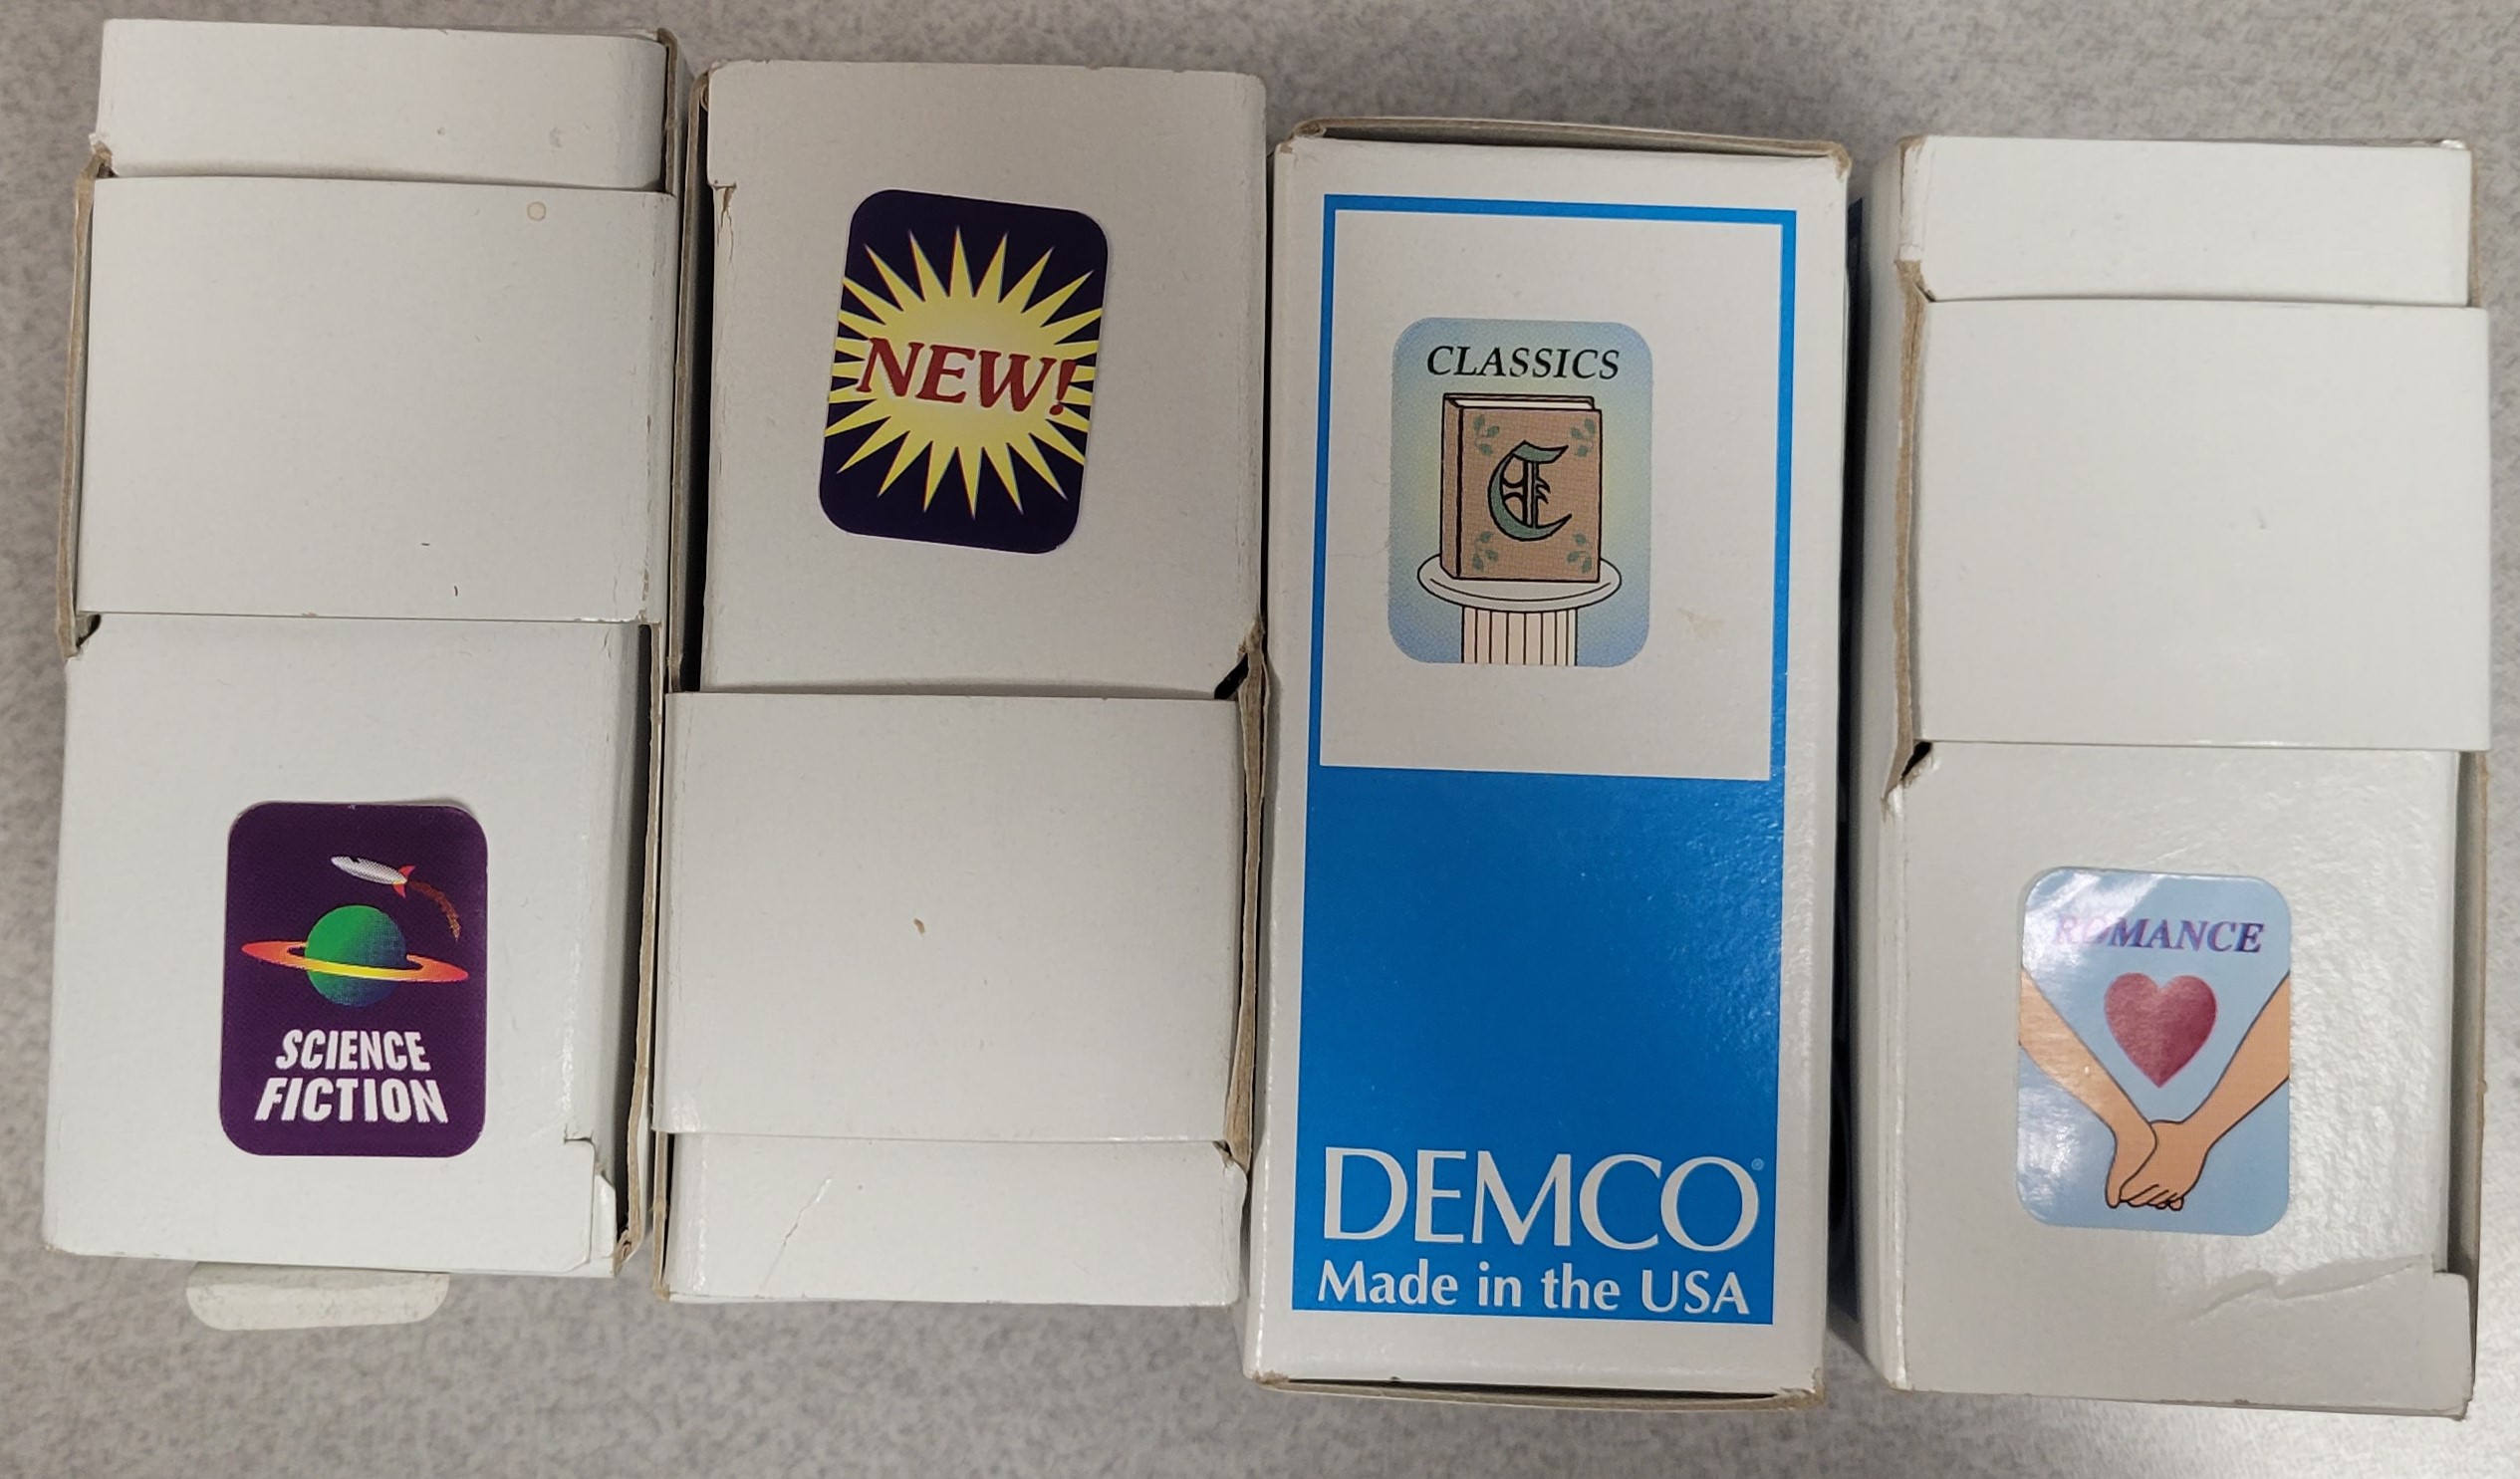 SCIENCE
FICTION
NEW!
CLASSICS
C
DEMCO®
Made in the USA
ROMANCE